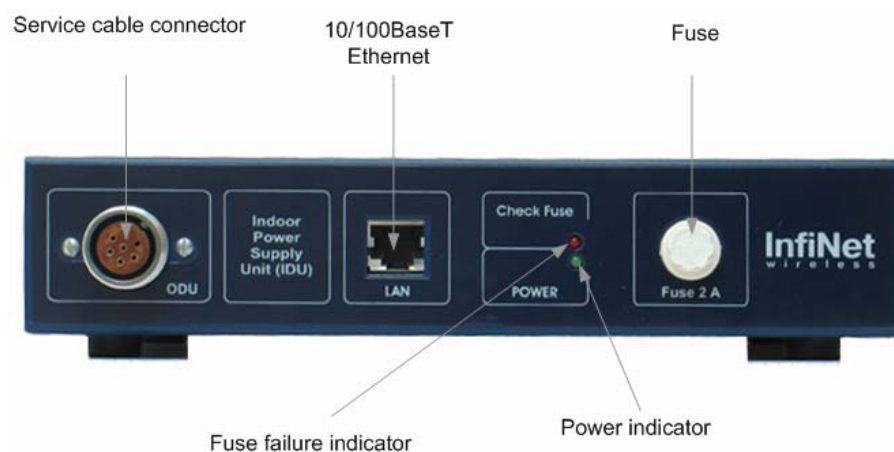 Service cable connector
10/100BaseT
Ethernet
Fuse
Indoor
Power
Supply
Unit (IDU)
ODU
LAN
Check Fuse
POWER
Fuse 2 A
InfiNet
wireless
Fuse failure indicator
Power indicator